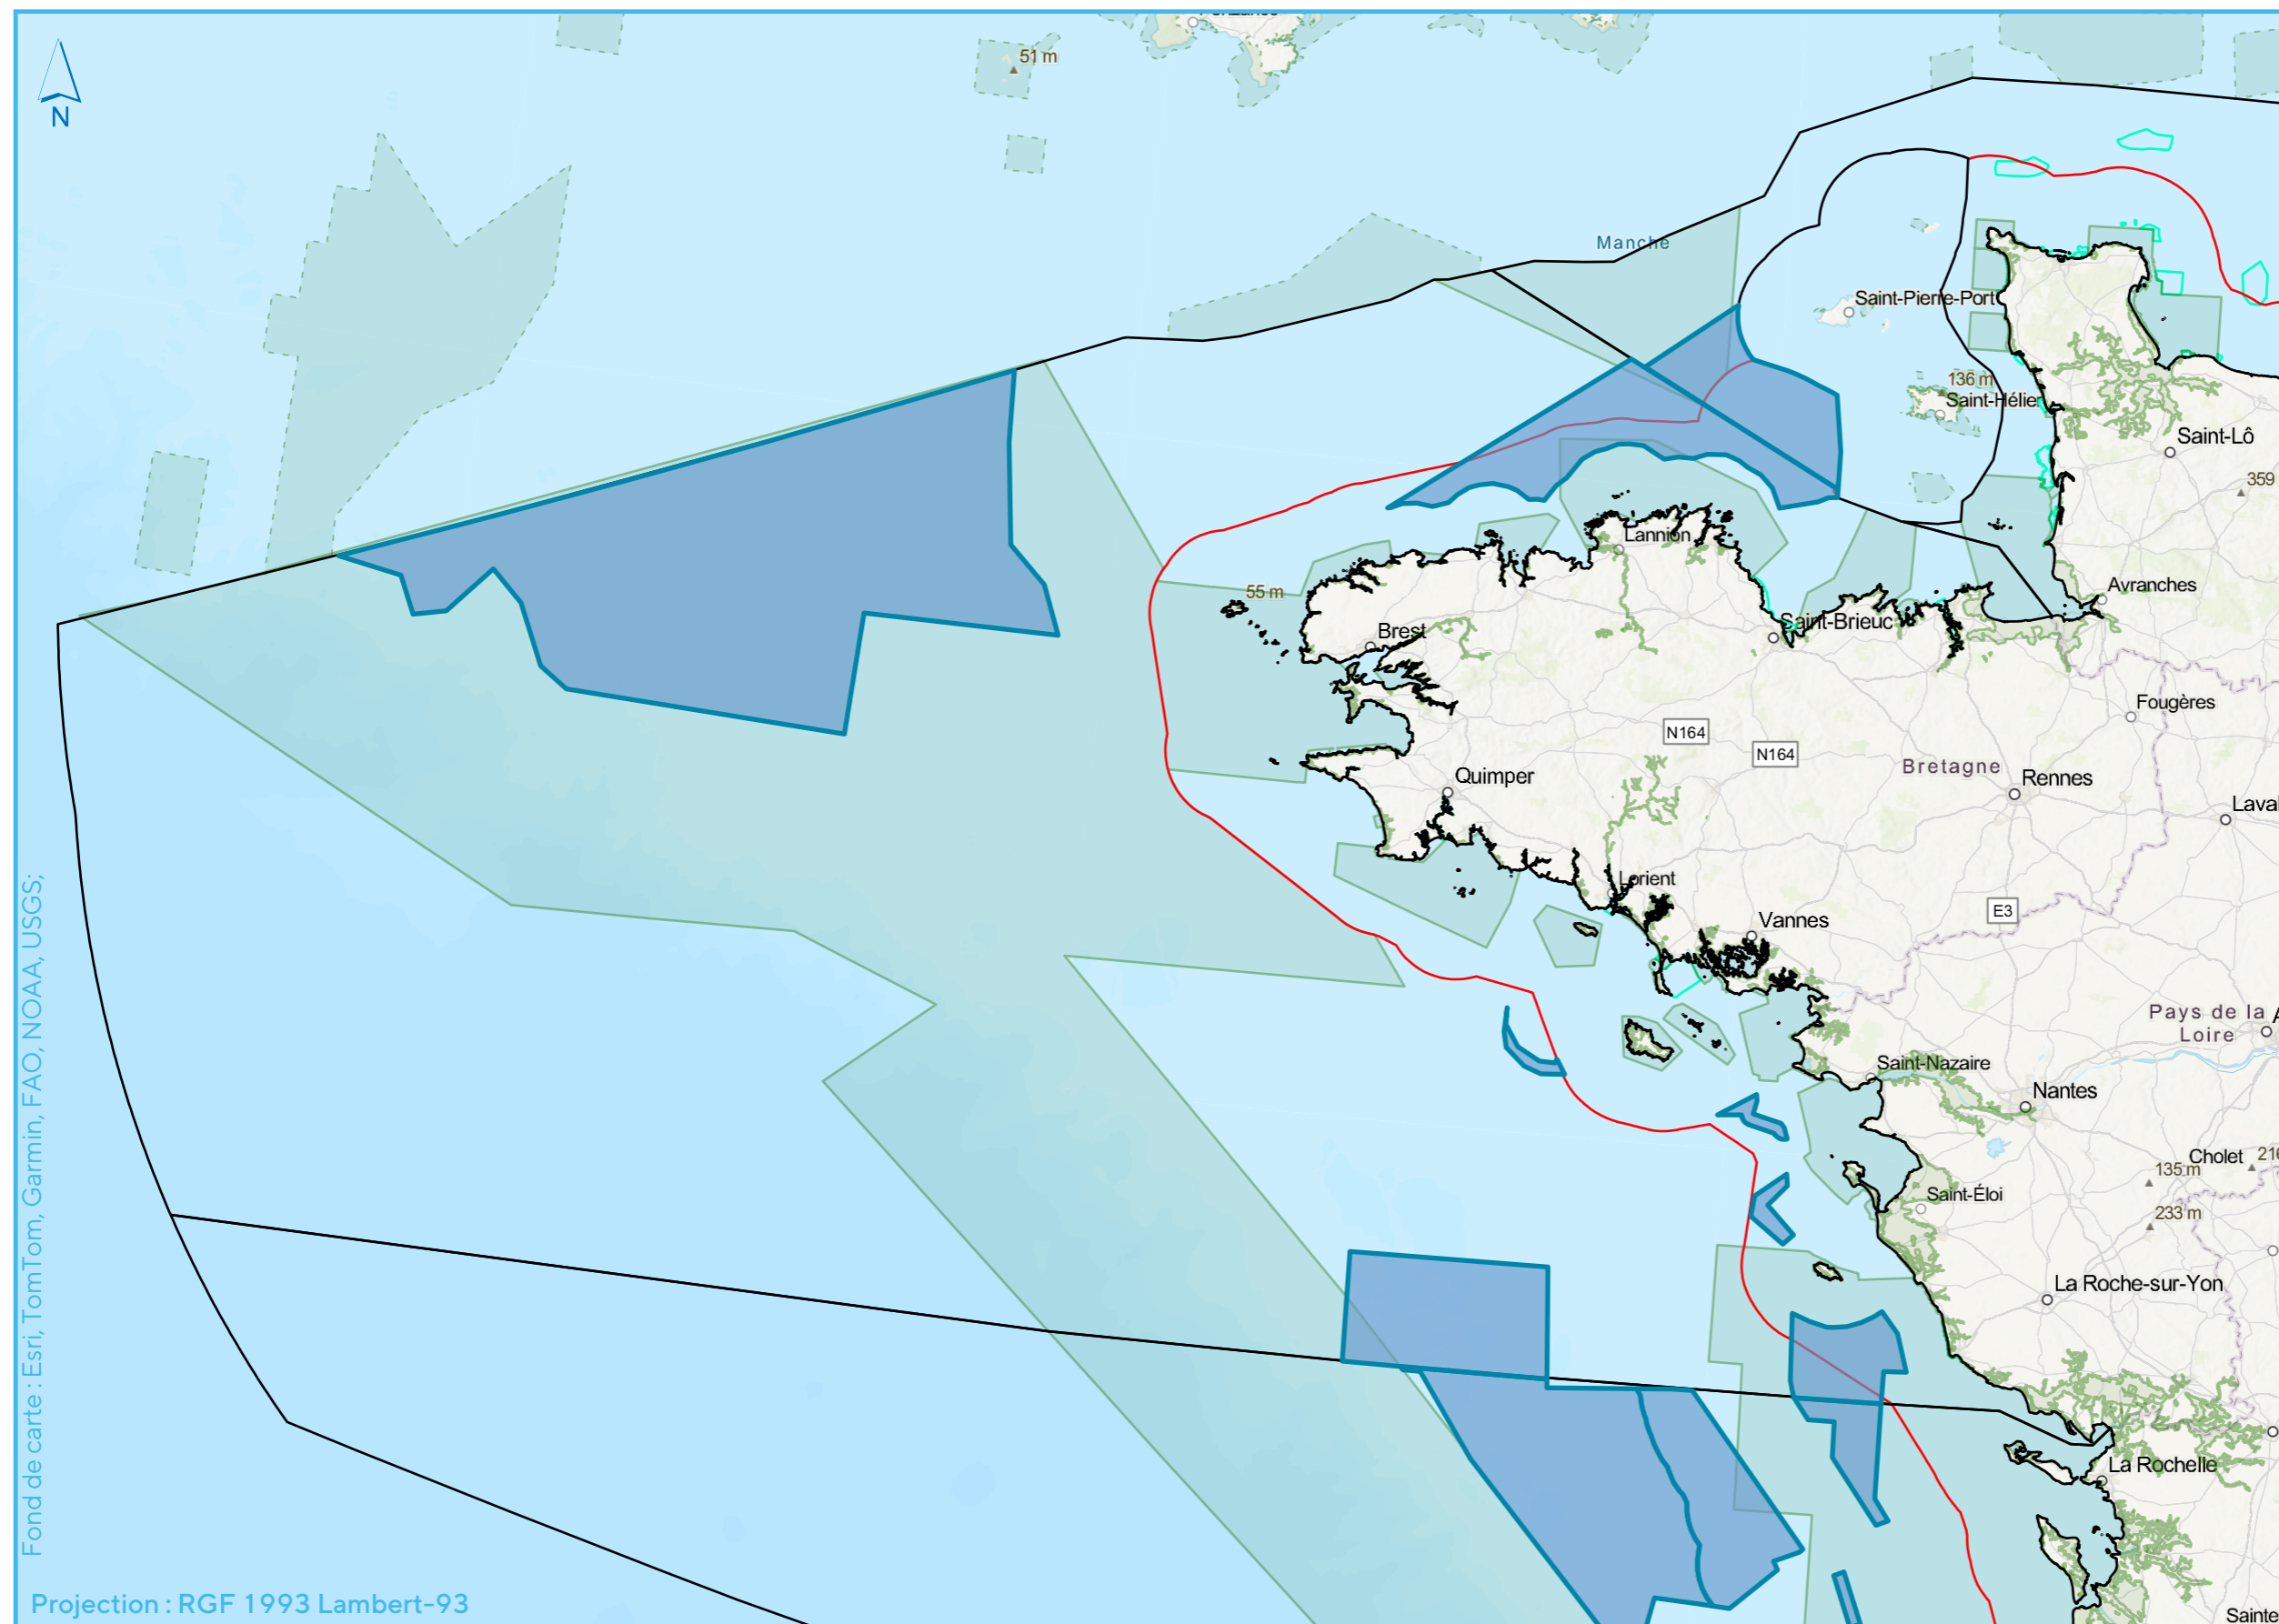 51 m
N
Manche
Saint-Pierre-Port
136 m
Saint-Hélier
Saint-Lô
359
Lannion
55 m
Avranches
Brest
Saint-Brieuc
Fougères
N164
N164
Bretagne
Quimper
Rennes
Laval
Lorient
E3
Vannes
Pays de la
Loire
Saint-Nazaire
Nantes
Cholet
216
135 m
Saint-Éloi
233 m
La Roche-sur-Yon
La Rochelle
Fond de carte : Esri, TomTom, Garmin, FAO, NOAA, USGS;
Projection : RGF 1993 Lambert-93
Sainte